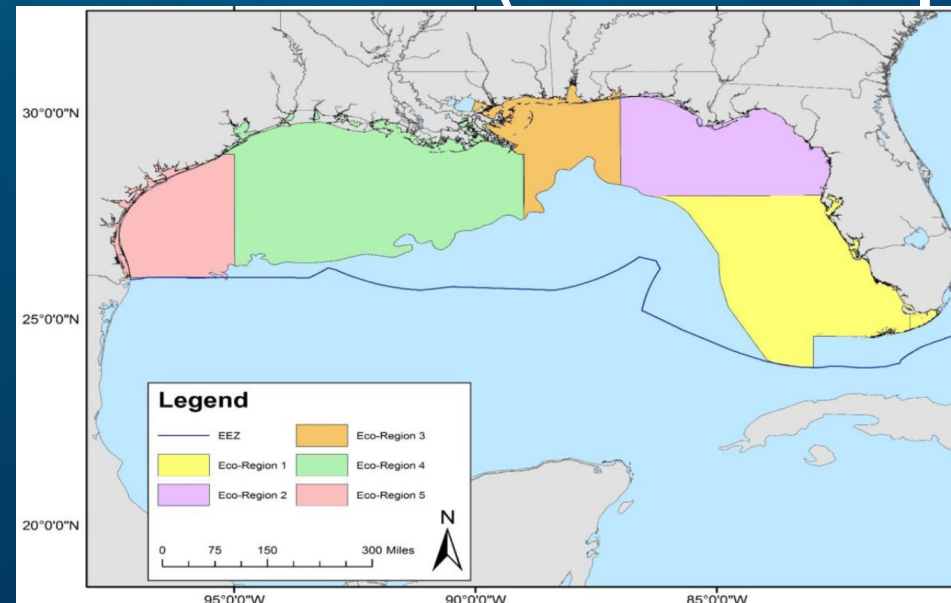 30°0'0"N
25°0'0"N
20°0'0"N
Legend
EEZ
Eco-Region 3
Eco-Region 1
Eco-Region 4
Eco-Region 2
Eco-Region 5
N
0 75 150 300 Miles
95°0'0"W 90°0'0"W 85°0'0"W